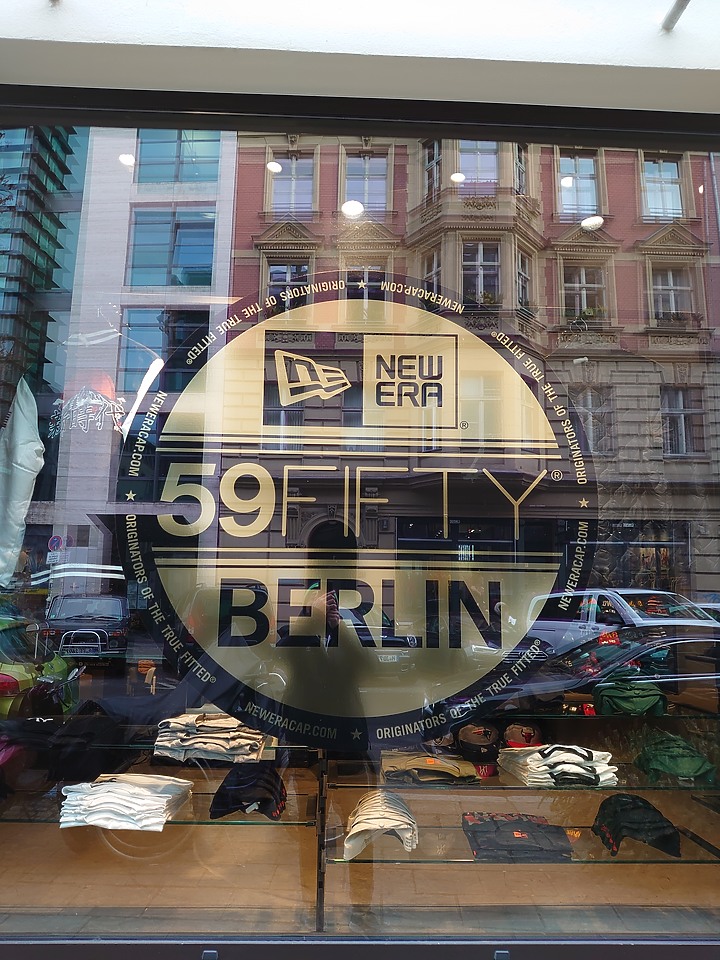 ORIGINATORS OF THE TRUE FITTED® ★ NEWERACAP.COM
NEW
ERA®
59FIFTY®
BERLIN
ORIGINATORS OF THE TRUE FITTED®
NEWERACAP.COM ★ ORIGINATORS OF THE TRUE FITTED®
NEWERACAP.COM ★ ORIGINATORS OF THE TRUE FITTED®
NEWERACAP.COM ★